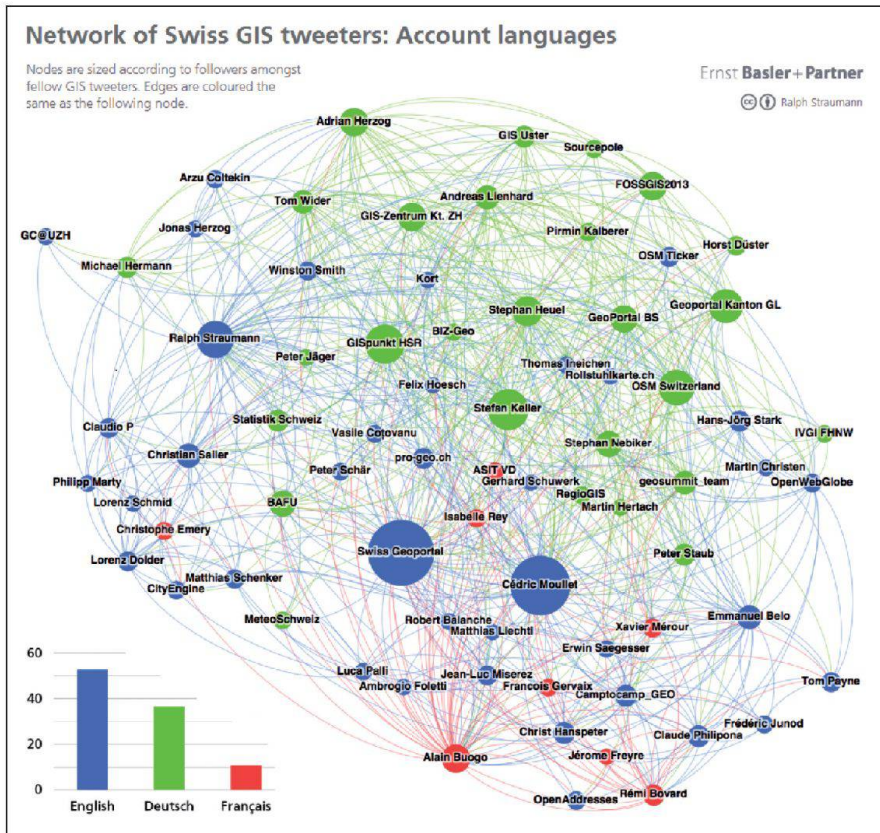 Network of Swiss GIS tweeters: Account languages
Nodes are sized according to followers amongst
fellow GIS tweeters. Edges are coloured the
same as the following node.
Ernst Basler + Partner
cc Ralph Straumann
Adrian Herzog
GIS Uster
Sourcepole
Arzu Coltekin
Andreas Lienhard
FOSSGIS2013
Tom Wider
GIS-Zentrum Kt. ZH
Jonas Herzog
Pirmin Kalberer
GC@UZH
Horst Düster
OSM Ticker
Michael Hermann
Winston Smith
Kort
Stephan Heuel
Geoportal Kanton GL
GeoPortal BS
Ralph Straumann
BIZ-Geo
GISpunkt HSR
Peter Jäger
Thomas Ineichen
Rollstuhlkarte.ch
Felix Hoesch
OSM Switzerland
Stefan Keller
Statistik Schweiz
Hans-Jörg Stark
Claudio P
Vasile Coţovanu
IVGI FHNW
Stephan Nebiker
Christian Sailer
pro-geo.ch
Peter Schär
ASIT VD
Martin Christen
Philipp Marty
Gerhard Schuwerk
geosummit_team
OpenWebGlobe
RegioGIS
Lorenz Schmid
BAFU
Martin Hertach
Isabelle Rey
Christophe Emery
Swiss Geoportal
Peter Staub
Lorenz Dolder
Matthias Schenker
Cédric Moullet
CityEngine
MeteoSchweiz
Robert Balanche
Emmanuel Belo
Matthias Liechti
Xavier Mérour
Erwin Saegesser
Luca Palli
Jean-Luc Miserez
Tom Payne
Ambrogio Foletti
Francois Gervaix
Camptocamp_GEO
Frédéric Junod
Christ Hanspeter
Claude Philipona
Alain Buogo
Jérome Freyre
OpenAddresses
Rémi Bovard
60
40
20
0
English
Deutsch
Français